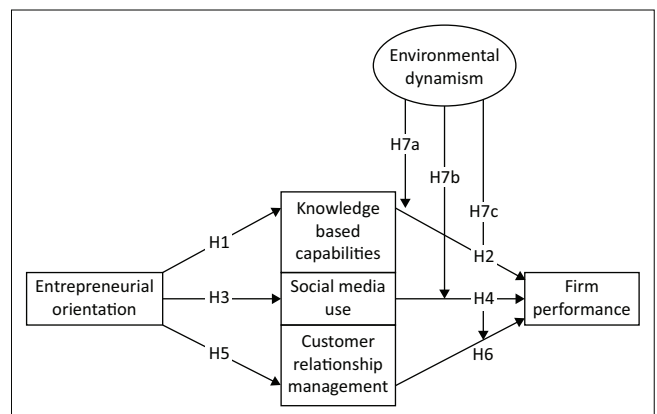 Environmental
dynamism
H7a
H7b
H7c
Knowledge
based
capabilities
H1
H2
Entrepreneurial
orientation
H3
Social media
use
H4
Firm
performance
H5
Customer
relationship
management
H6